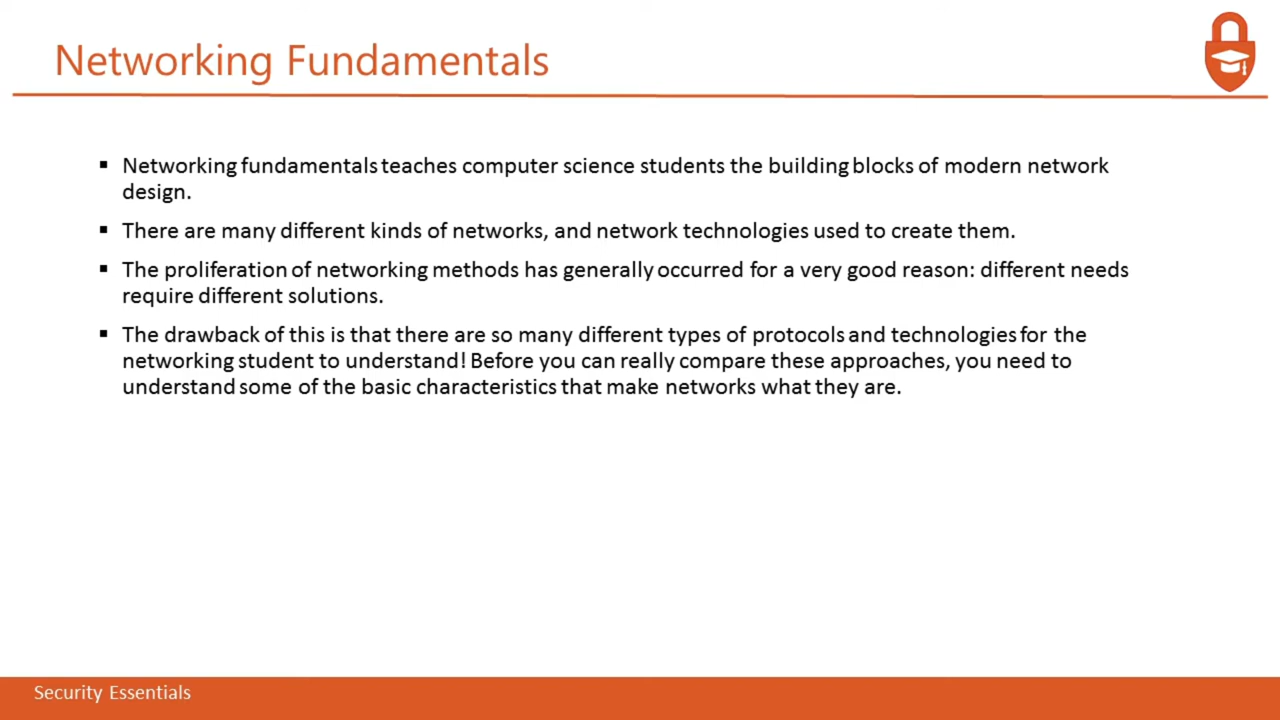 Networking Fundamentals
▪ Networking fundamentals teaches computer science students the building blocks of modern network
design.
▪ There are many different kinds of networks, and network technologies used to create them.
▪ The proliferation of networking methods has generally occurred for a very good reason: different needs
require different solutions.
▪ The drawback of this is that there are so many different types of protocols and technologies for the
networking student to understand! Before you can really compare these approaches, you need to
understand some of the basic characteristics that make networks what they are.
Security Essentials